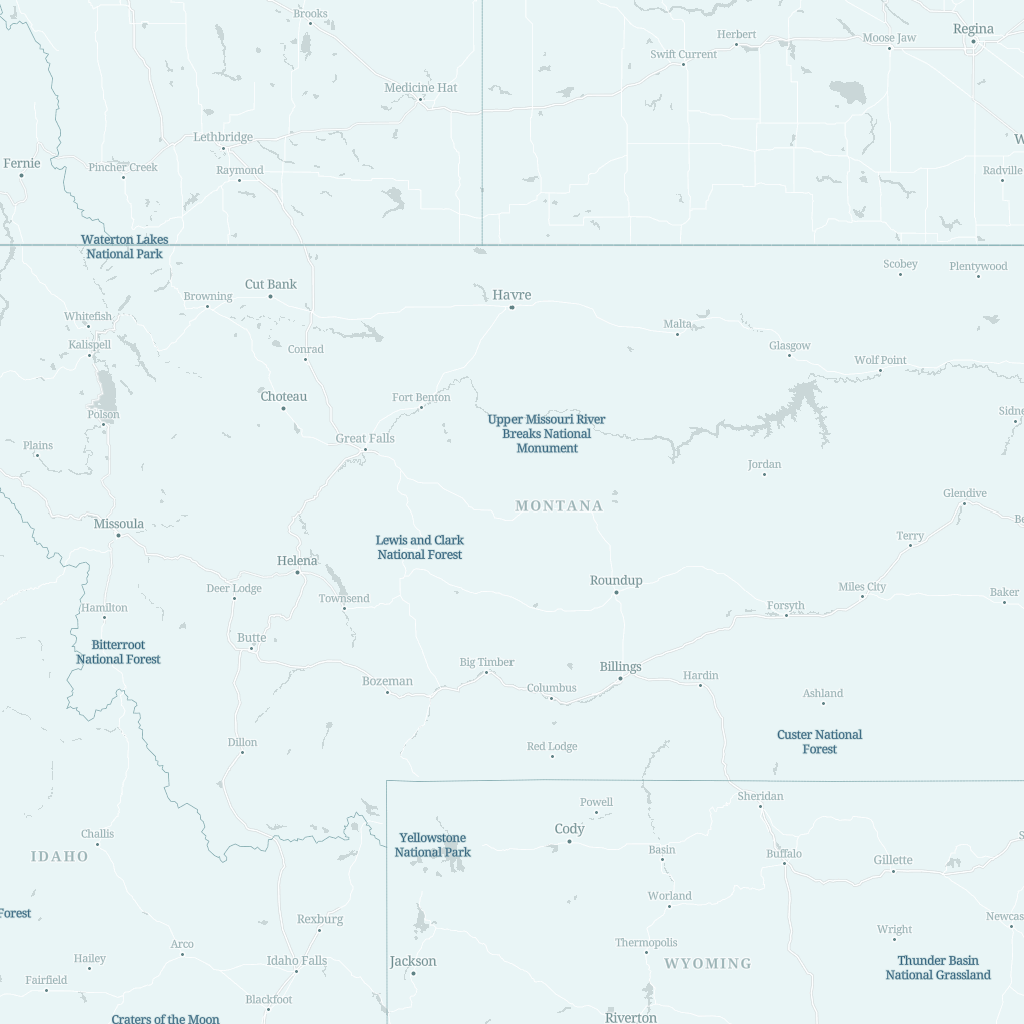 Brooks
Regina
Herbert
Moose Jaw
Swift Current
Medicine Hat
Lethbridge
W
Fernie
Pincher Creek
Raymond
Radville
Waterton Lakes
National Park
Scobey
Plentywood
Cut Bank
Browning
Havre
Whitefish
Malta
Kalispell
Conrad
Glasgow
Wolf Point
Choteau
Fort Benton
Polson
Sidne
Upper Missouri River
Breaks National
Monument
Great Falls
Plains
Jordan
Glendive
MONTANA
Missoula
Be
Terry
Lewis and Clark
National Forest
Helena
Roundup
Deer Lodge
Townsend
Miles City
Baker
Hamilton
Forsyth
Butte
Bitterroot
National Forest
Big Timber
Billings
Bozeman
Columbus
Hardin
Ashland
Custer National
Forest
Dillon
Red Lodge
Powell
Sheridan
Cody
Challis
Yellowstone
National Park
S
IDAHO
Basin
Buffalo
Gillette
Worland
Forest
Rexburg
Newcas
Wright
Arco
Thermopolis
Hailey
Idaho Falls
Jackson
WYOMING
Thunder Basin
National Grassland
Fairfield
Blackfoot
Craters of the Moon
Riverton